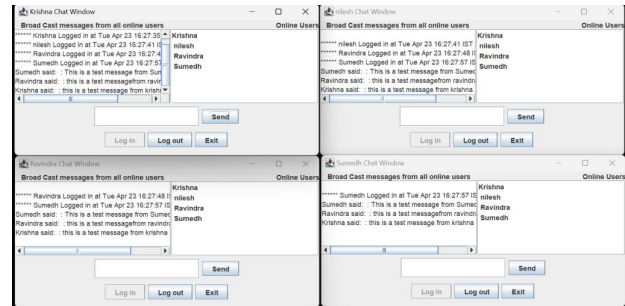 Krishna Chat Window
Broad Cast messages from all online users Online Users
****** Krishna Logged in at Tue Apr 23 16:27:35
****** nilesh Logged in at Tue Apr 23 16:27:41 IS
****** Ravindra Logged in at Tue Apr 23 16:27:4
****** Sumedh Logged in at Tue Apr 23 16:27:57
Sumedh said: : This is a test message from Sum
Ravindra said: : this is a test messagefrom ravin
Krishna said: : this is a test message from krishn
Krishna
nilesh
Ravindra
Sumedh
Send
Log in Log out Exit
nilesh Chat Window
Broad Cast messages from all online users Online Users
****** nilesh Logged in at Tue Apr 23 16:27:41 IST
****** Ravindra Logged in at Tue Apr 23 16:27:48 IS
****** Sumedh Logged in at Tue Apr 23 16:27:57 IS
Sumedh said: : This is a test message from Sumed
Ravindra said: : this is a test messagefrom ravindr
Krishna said: : this is a test message from krishna
Krishna
nilesh
Ravindra
Sumedh
Send
Log in Log out Exit
Ravindra Chat Window
Broad Cast messages from all online users Online Users
****** Ravindra Logged in at Tue Apr 23 16:27:48 IS
****** Sumedh Logged in at Tue Apr 23 16:27:57 IS
Sumedh said: : This is a test message from Sumed
Ravindra said: : this is a test messagefrom ravindr
Krishna said: : this is a test message from krishna
Krishna
nilesh
Ravindra
Sumedh
Send
Log in Log out Exit
Sumedh Chat Window
Broad Cast messages from all online users Online Users
****** Sumedh Logged in at Tue Apr 23 16:27:57 IS
Sumedh said: : This is a test message from Sumed
Ravindra said: : this is a test messagefrom ravindr
Krishna said: : this is a test message from krishna
Krishna
nilesh
Ravindra
Sumedh
Send
Log in Log out Exit